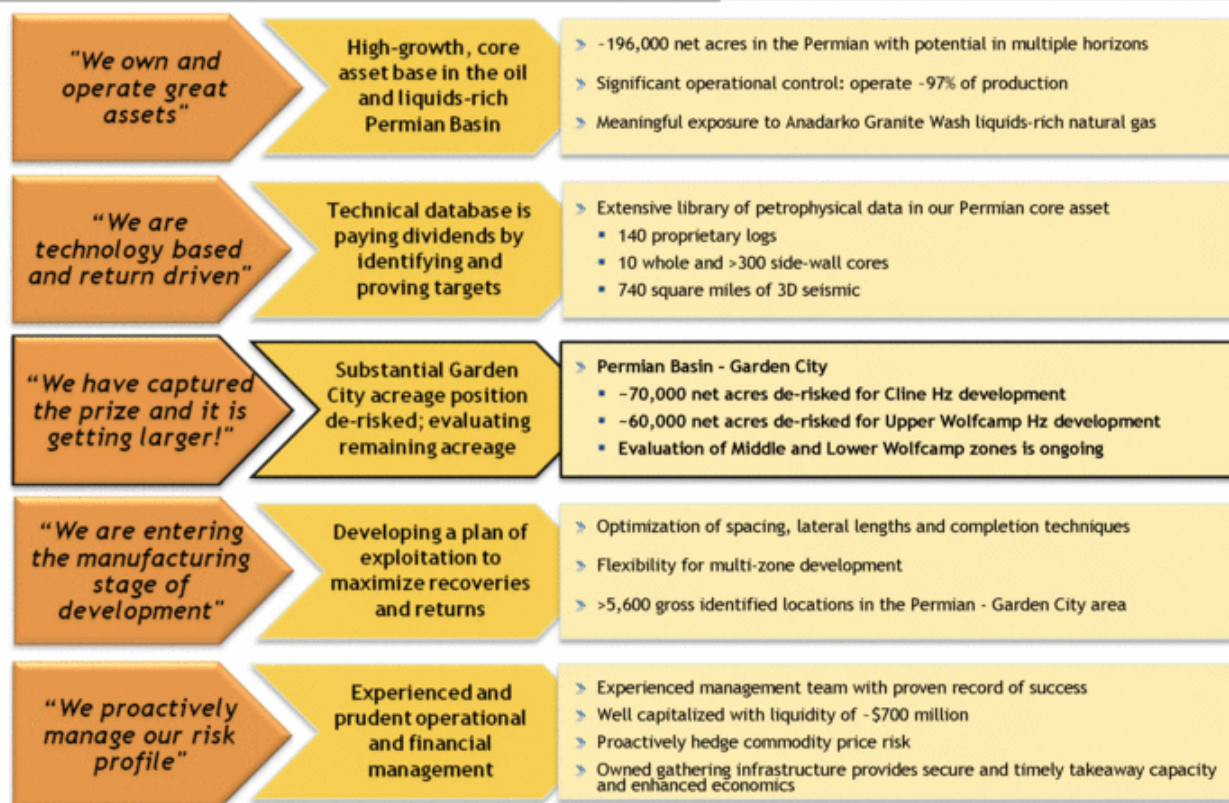 "We own and
operate great
assets"
High-growth, core
asset base in the oil
and liquids-rich
Permian Basin
~196,000 net acres in the Permian with potential in multiple horizons
Significant operational control: operate ~97% of production
Meaningful exposure to Anadarko Granite Wash liquids-rich natural gas
“We are
technology based
and return driven"
Technical database is
paying dividends by
identifying and
proving targets
Extensive library of petrophysical data in our Permian core asset
140 proprietary logs
10 whole and >300 side-wall cores
740 square miles of 3D seismic
“We have captured
the prize and it is
getting larger!"
Substantial Garden
City acreage position
de-risked; evaluating
remaining acreage
Permian Basin - Garden City
~70,000 net acres de-risked for Cline Hz development
~60,000 net acres de-risked for Upper Wolfcamp Hz development
Evaluation of Middle and Lower Wolfcamp zones is ongoing
“We are entering
the manufacturing
stage of
development"
Developing a plan of
exploitation to
maximize recoveries
and returns
Optimization of spacing, lateral lengths and completion techniques
Flexibility for multi-zone development
>5,600 gross identified locations in the Permian - Garden City area
“We proactively
manage our risk
profile"
Experienced and
prudent operational
and financial
management
Experienced management team with proven record of success
Well capitalized with liquidity of ~$700 million
Proactively hedge commodity price risk
Owned gathering infrastructure provides secure and timely takeaway capacity
and enhanced economics